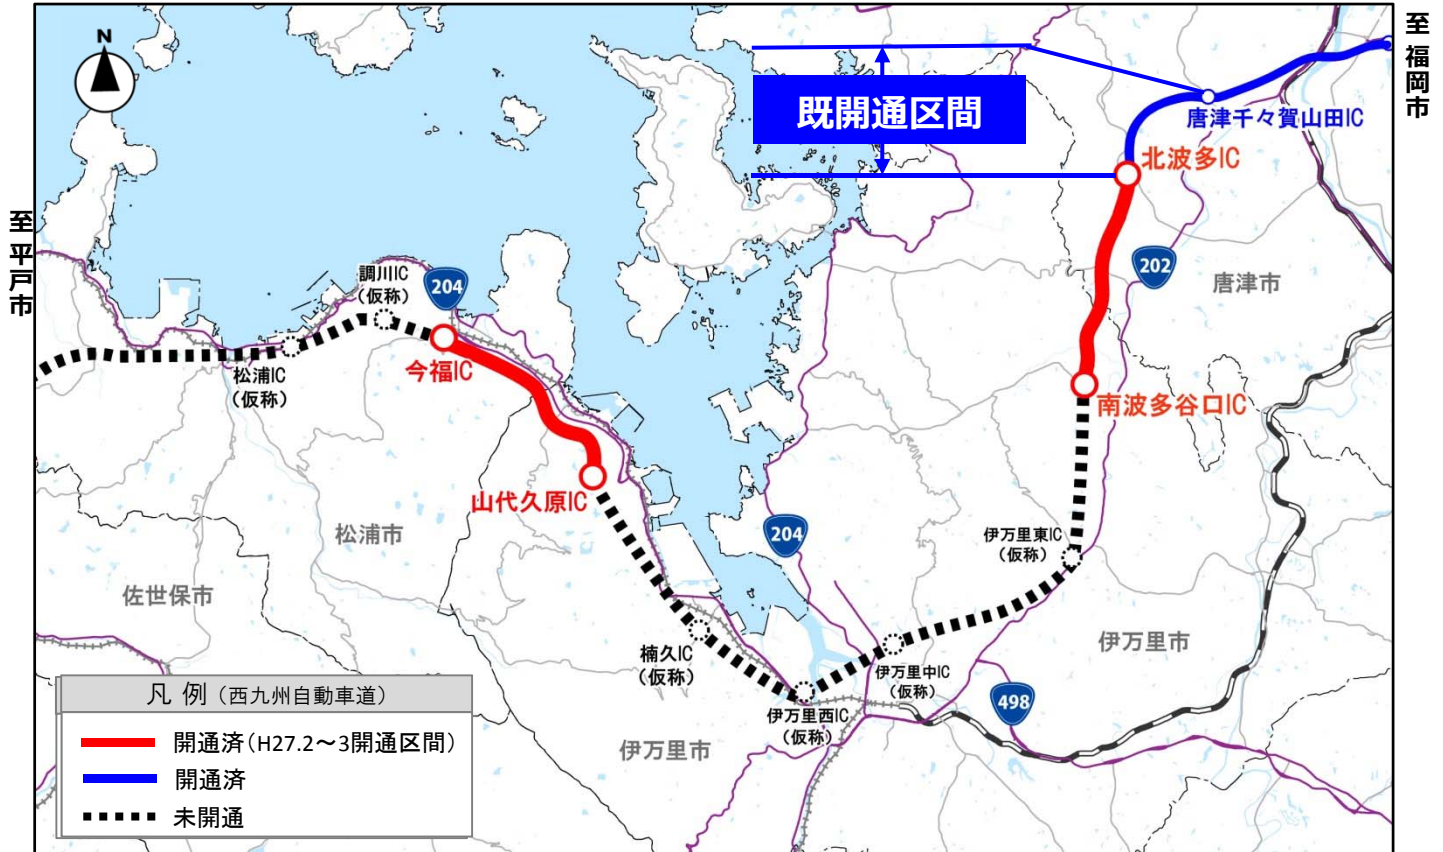 N
至福岡市
既開通区間
唐津千々賀山田IC
北波多IC
至平戸市
調川IC
(仮称)
204
202
唐津市
松浦IC
(仮称)
今福IC
南波多谷口IC
山代久原IC
松浦市
204
伊万里東IC
(仮称)
佐世保市
楠久IC
(仮称)
伊万里中IC
(仮称)
伊万里市
498
伊万里西IC
(仮称)
伊万里市
凡 例 (西九州自動車道)
開通済(H27.2~3開通区間)
開通済
未開通